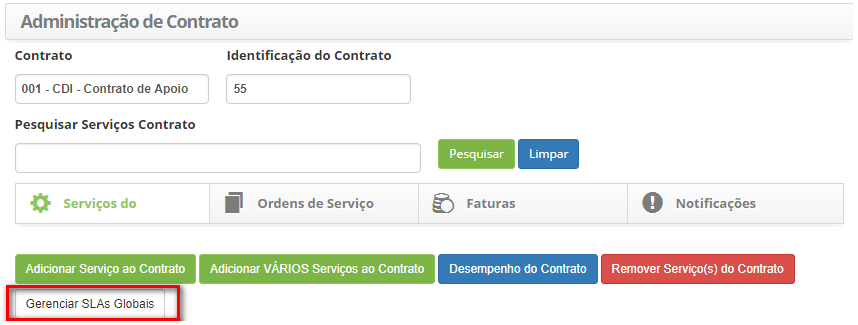 Administração de Contrato
Contrato Identificação do Contrato
001 - CDI - Contrato de Apoio 55
Pesquisar Serviços Contrato
Pesquisar Limpar
Serviços do Ordens de Serviço Faturas Notificações
Adicionar Serviço ao Contrato Adicionar VÁRIOS Serviços ao Contrato Desempenho do Contrato Remover Serviço(s) do Contrato
Gerenciar SLAs Globais